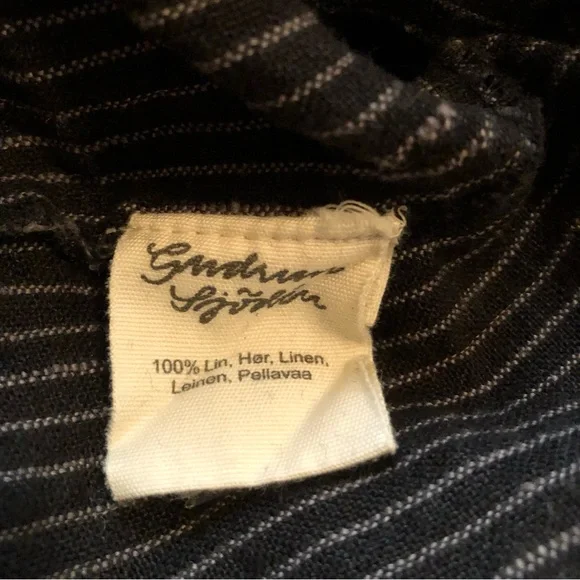 Gudrun
Sjödén
100% Lin, Hør, Linen,
Leinen, Pellavaa